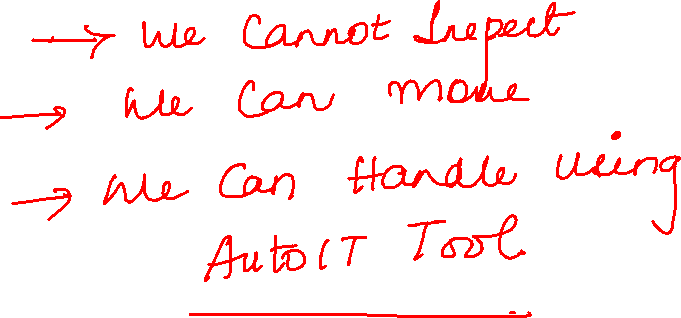 → We Cannot Inspect
→ We Can move
→ We Can Handle using
AutoIT Tool